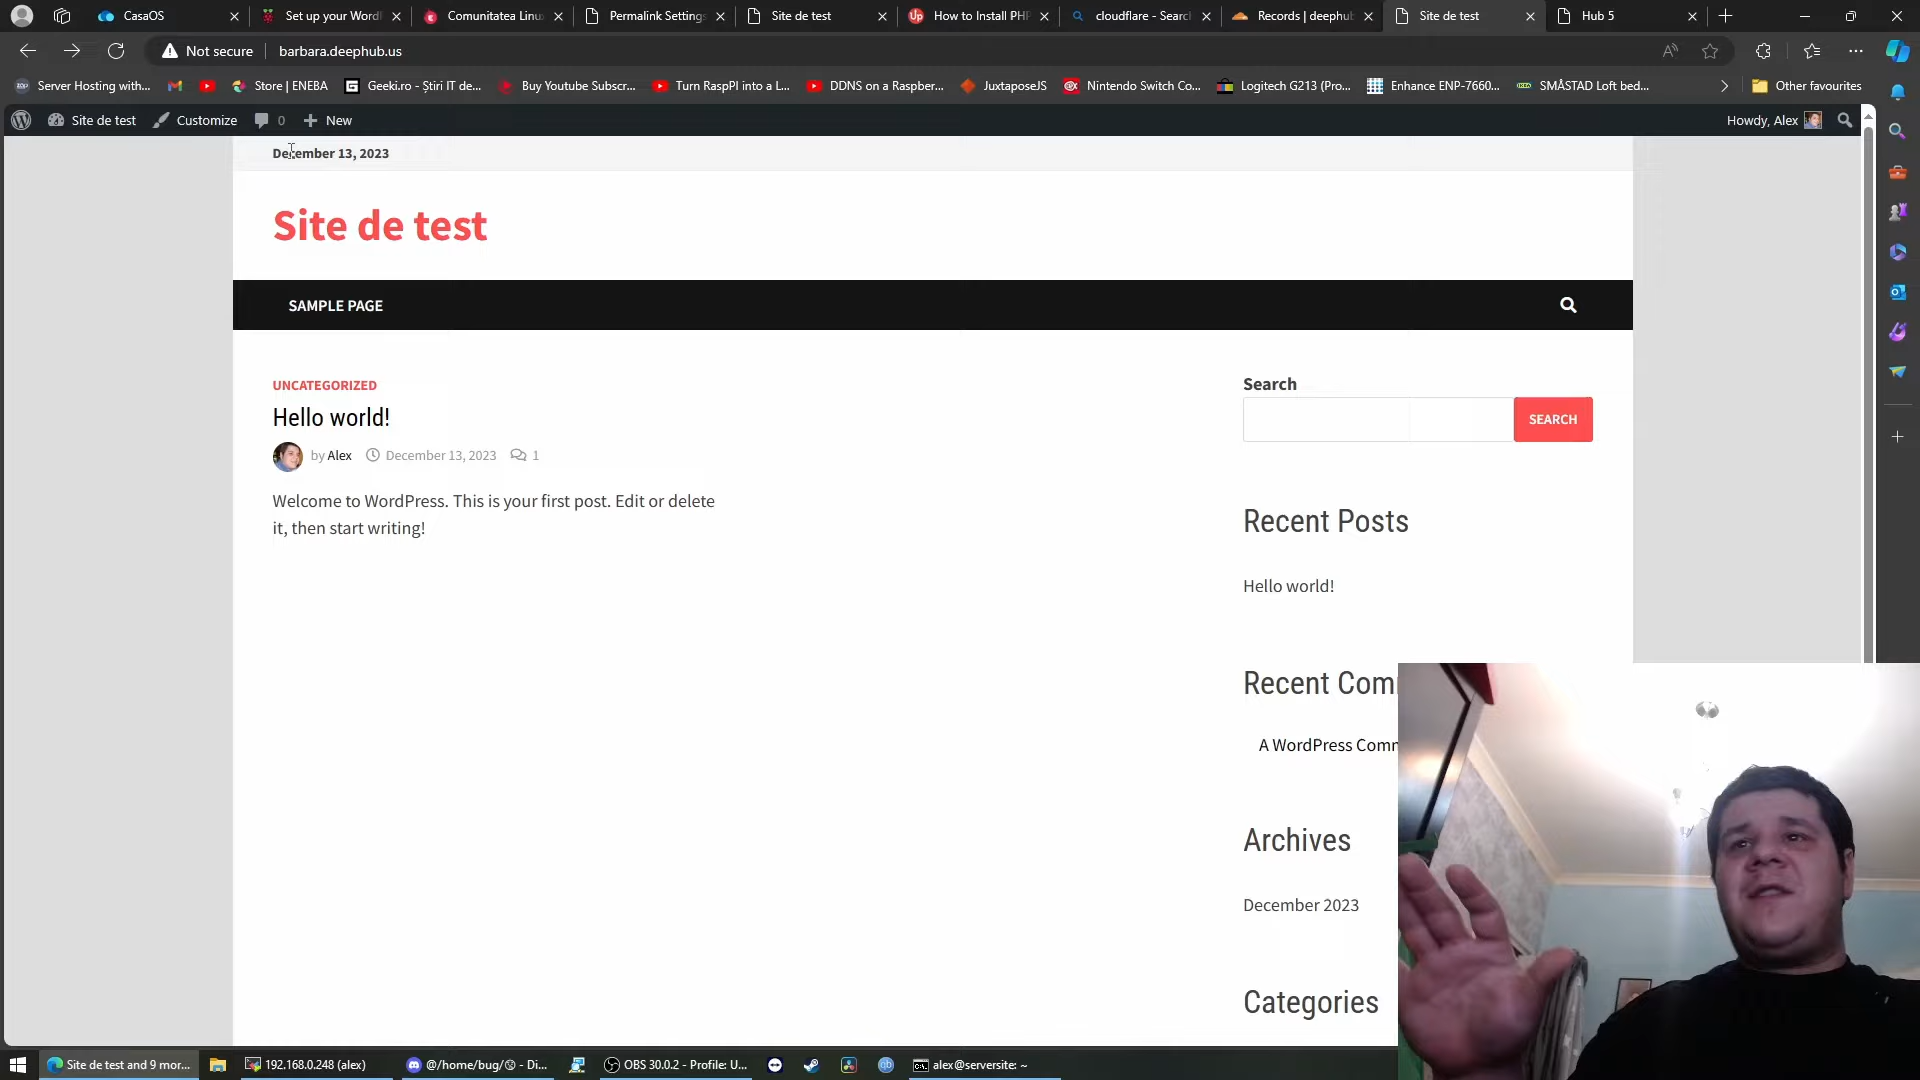 CasaOS
Set up your WordP
Comunitatea Linu
Permalink Settings
Site de test
How to Install PHP
cloudflare - Search
Records | deephub
Site de test
Hub 5
Not secure
barbara.deephub.us
Server Hosting with...
Store | ENEBA
Geeki.ro - Știri IT de...
Buy Youtube Subscr...
Turn RaspPI into a L...
DDNS on a Raspber...
JuxtaposeJS
Nintendo Switch Co...
Logitech G213 (Pro...
Enhance ENP-7660...
SMÅSTAD Loft bed...
Other favourites
Site de test
Customize
0
New
Howdy, Alex
December 13, 2023
Site de test
SAMPLE PAGE
UNCATEGORIZED
Hello world!
by Alex
December 13, 2023
1
Welcome to WordPress. This is your first post. Edit or delete
it, then start writing!
Search
SEARCH
Recent Posts
Hello world!
Recent Com
A WordPress Comm
Archives
December 2023
Categories
Site de test and 9 mor...
192.168.0.248 (alex)
@/home/bug/ - Di...
OBS 30.0.2 - Profile: U...
alex@serversite: ~